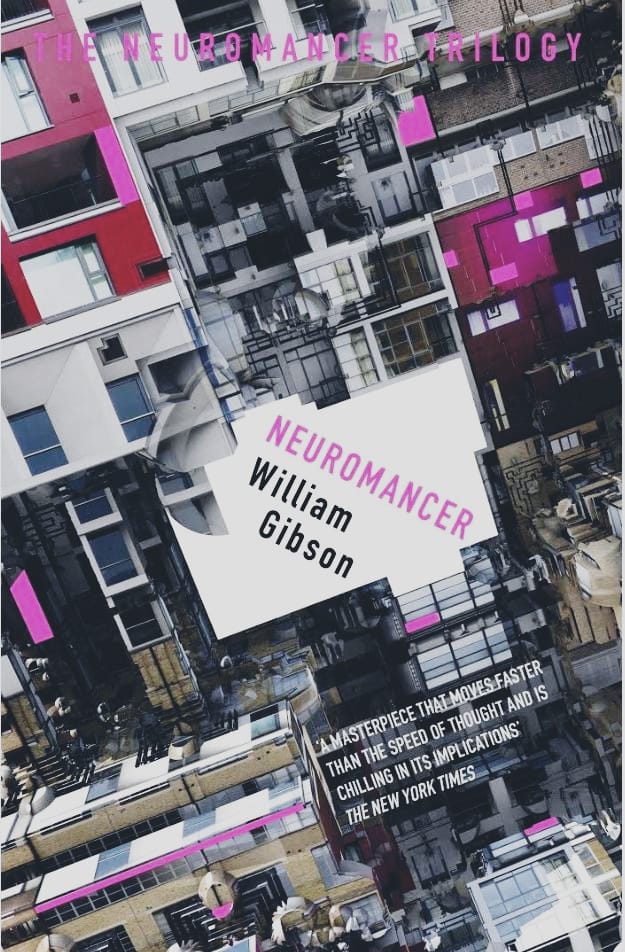 THE NEUROMANCER TRILOGY
NEUROMANCER
William
Gibson
'A MASTERPIECE THAT MOVES FASTER
THAN THE SPEED OF THOUGHT AND IS
CHILLING IN ITS IMPLICATIONS'
THE NEW YORK TIMES